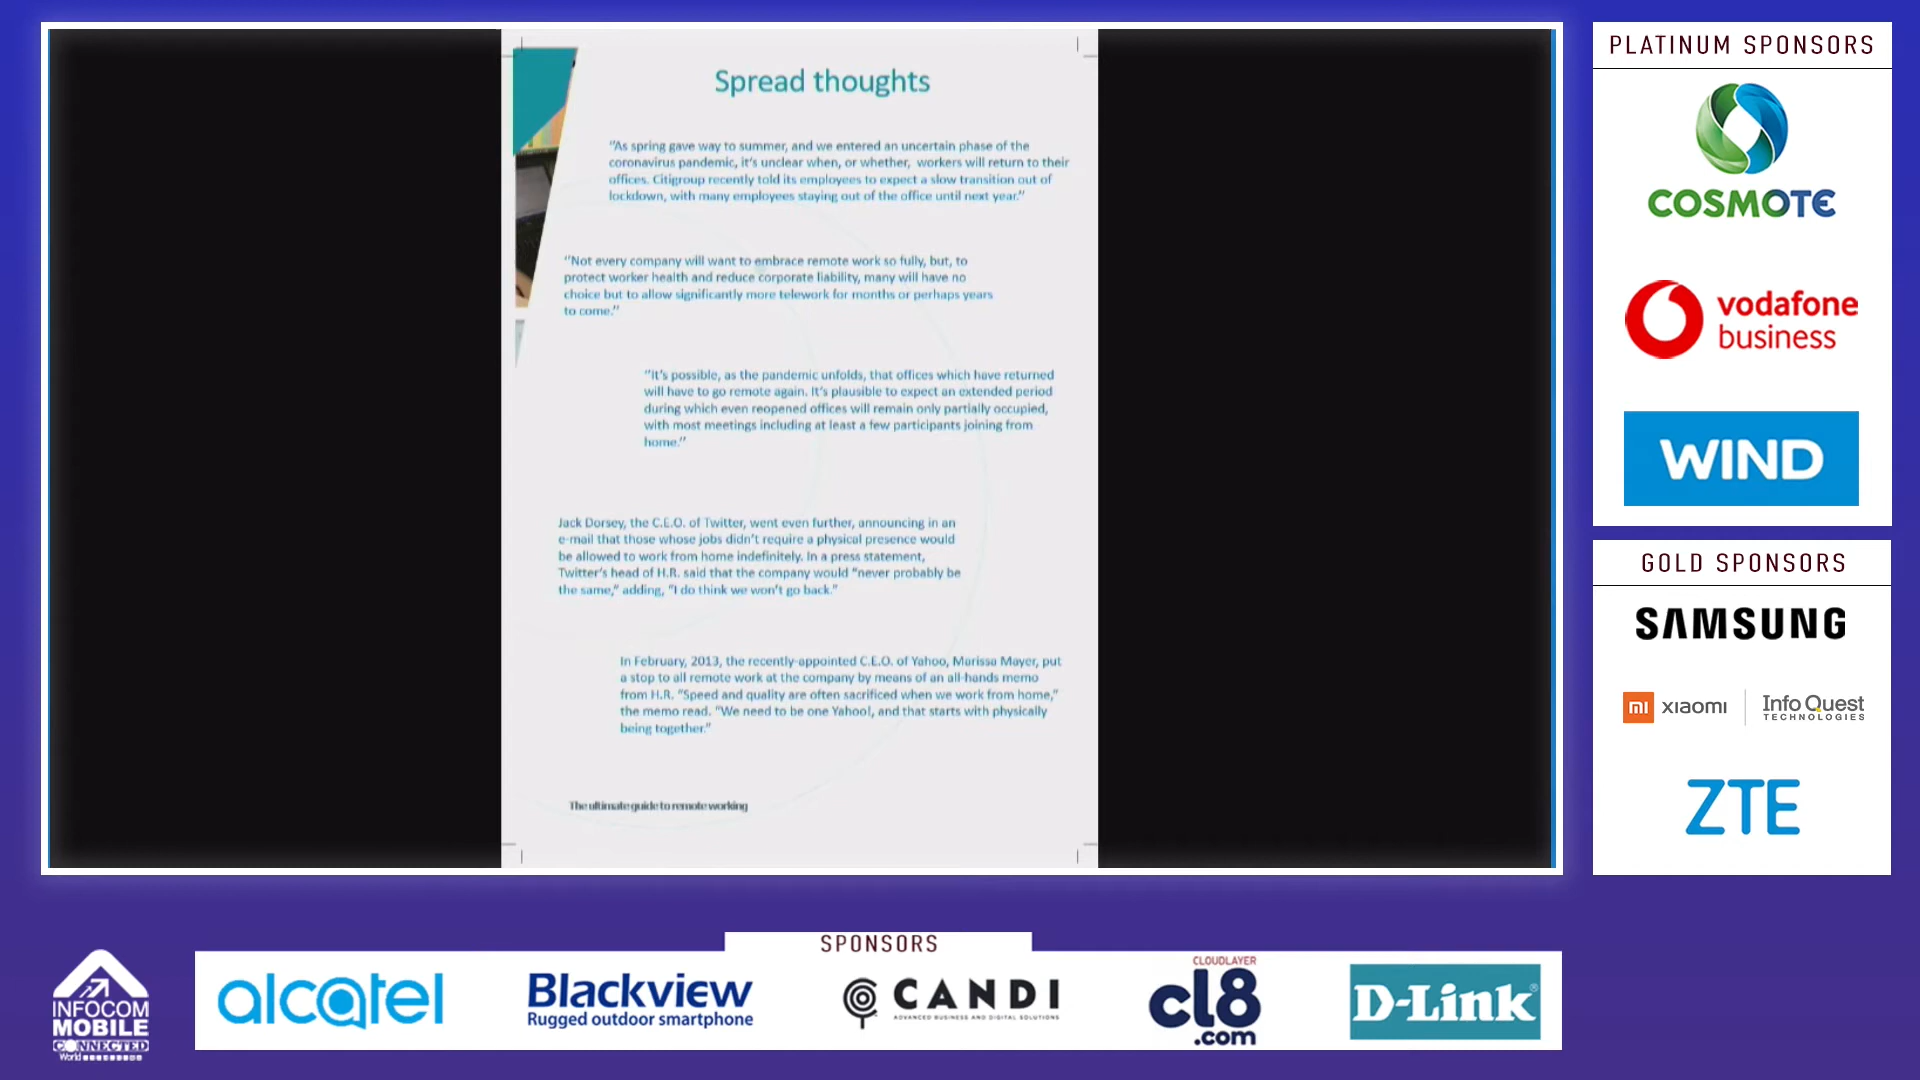 Spread thoughts
"As spring gave way to summer, and we entered an uncertain phase of the
coronavirus pandemic, it's unclear when, or whether, workers will return to their
offices. Citigroup recently told its employees to expect a slow transition out of
lockdown, with many employees staying out of the office until next year."
"Not every company will want to embrace remote work so fully, but, to
protect worker health and reduce corporate liability, many will have no
choice but to allow significantly more telework for months or perhaps years
to come."
"It's possible, as the pandemic unfolds, that offices which have returned
will have to go remote again. It's plausible to expect an extended period
during which even reopened offices will remain only partially occupied,
with most meetings including at least a few participants joining from
home."
Jack Dorsey, the C.E.O. of Twitter, went even further, announcing in an
e-mail that those whose jobs didn't require a physical presence would
be allowed to work from home indefinitely. In a press statement,
Twitter's head of H.R. said that the company would "never probably be
the same," adding, "I do think we won't go back."
In February, 2013, the recently-appointed C.E.O. of Yahoo, Marissa Mayer, put
a stop to all remote work at the company by means of an all-hands memo
from H.R. "Speed and quality are often sacrificed when we work from home,"
the memo read. "We need to be one Yahoo!, and that starts with physically
being together."
The ultimate guide to remote working
PLATINUM SPONSORS
COSMOTE
vodafone
business
WIND
GOLD SPONSORS
SAMSUNG
mi xiaomi
Info Quest
TECHNOLOGIES
ZTE
SPONSORS
INFOCOM
MOBILE
CONNECTED
World
alcatel
Blackview
Rugged outdoor smartphone
CANDI
ADVANCED BUSINESS AND DIGITAL SOLUTIONS
CLOUDLAYER
cl8
.com
D-Link®